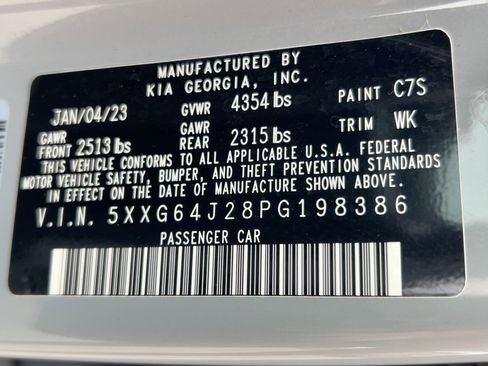 MANUFACTURED BY
KIA GEORGIA, INC.
JAN/04/23 GVWR 4354 lbs PAINT C7S
GAWR FRONT 2513 lbs GAWR REAR 2315 lbs TRIM WK
THIS VEHICLE CONFORMS TO ALL APPLICABLE U.S.A. FEDERAL
MOTOR VEHICLE SAFETY, BUMPER, AND THEFT PREVENTION STANDARDS
IN EFFECT ON THE DATE OF MANUFACTURE SHOWN ABOVE.
V.I.N. 5XXG64J28PG198386
PASSENGER CAR